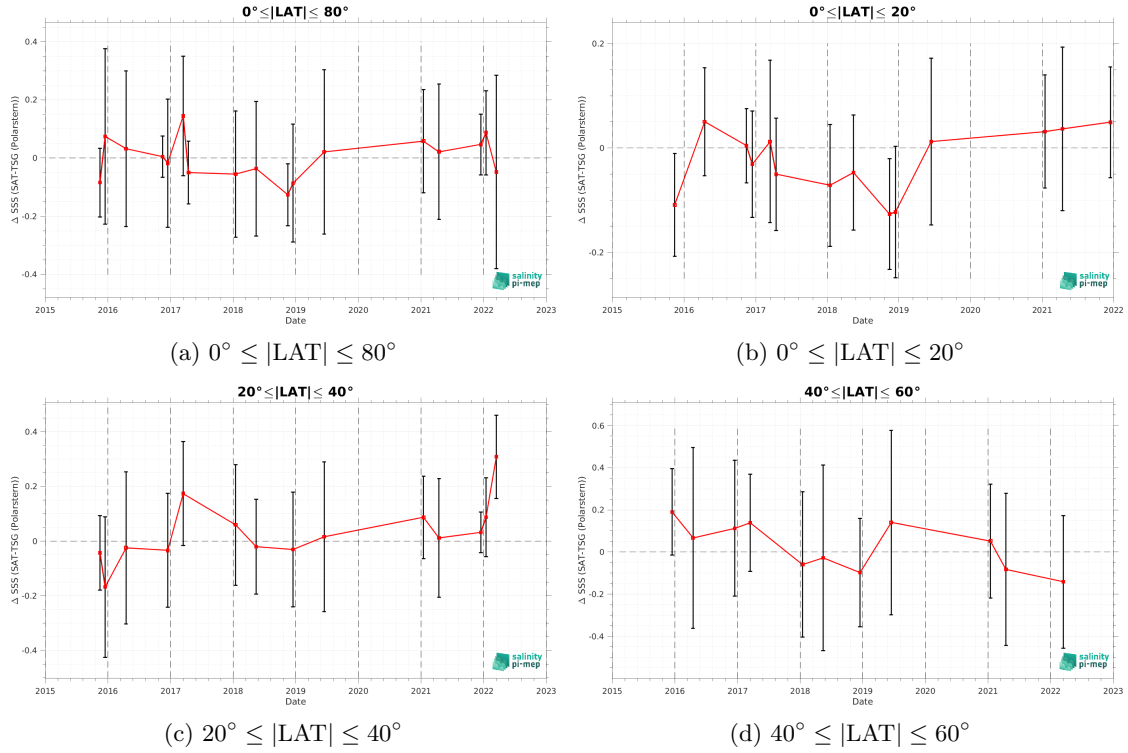 0°≤|LAT|≤ 80°
Δ SSS (SAT-TSG (Polarstern))
0.4
0.2
0
-0.2
-0.4
2015 2016 2017 2018 2019 2020 2021 2022 2023
Date
salinity
pi-mep
(a) 0° ≤ |LAT| ≤ 80°
0°≤|LAT|≤ 20°
Δ SSS (SAT-TSG (Polarstern))
0.2
0
-0.2
2015 2016 2017 2018 2019 2020 2021 2022
Date
salinity
pi-mep
(b) 0° ≤ |LAT| ≤ 20°
20°≤|LAT|≤ 40°
Δ SSS (SAT-TSG (Polarstern))
0.4
0.2
0
-0.2
-0.4
2015 2016 2017 2018 2019 2020 2021 2022 2023
Date
salinity
pi-mep
(c) 20° ≤ |LAT| ≤ 40°
40°≤|LAT|≤ 60°
Δ SSS (SAT-TSG (Polarstern))
0.6
0.4
0.2
0
-0.2
-0.4
2015 2016 2017 2018 2019 2020 2021 2022 2023
Date
salinity
pi-mep
(d) 40° ≤ |LAT| ≤ 60°